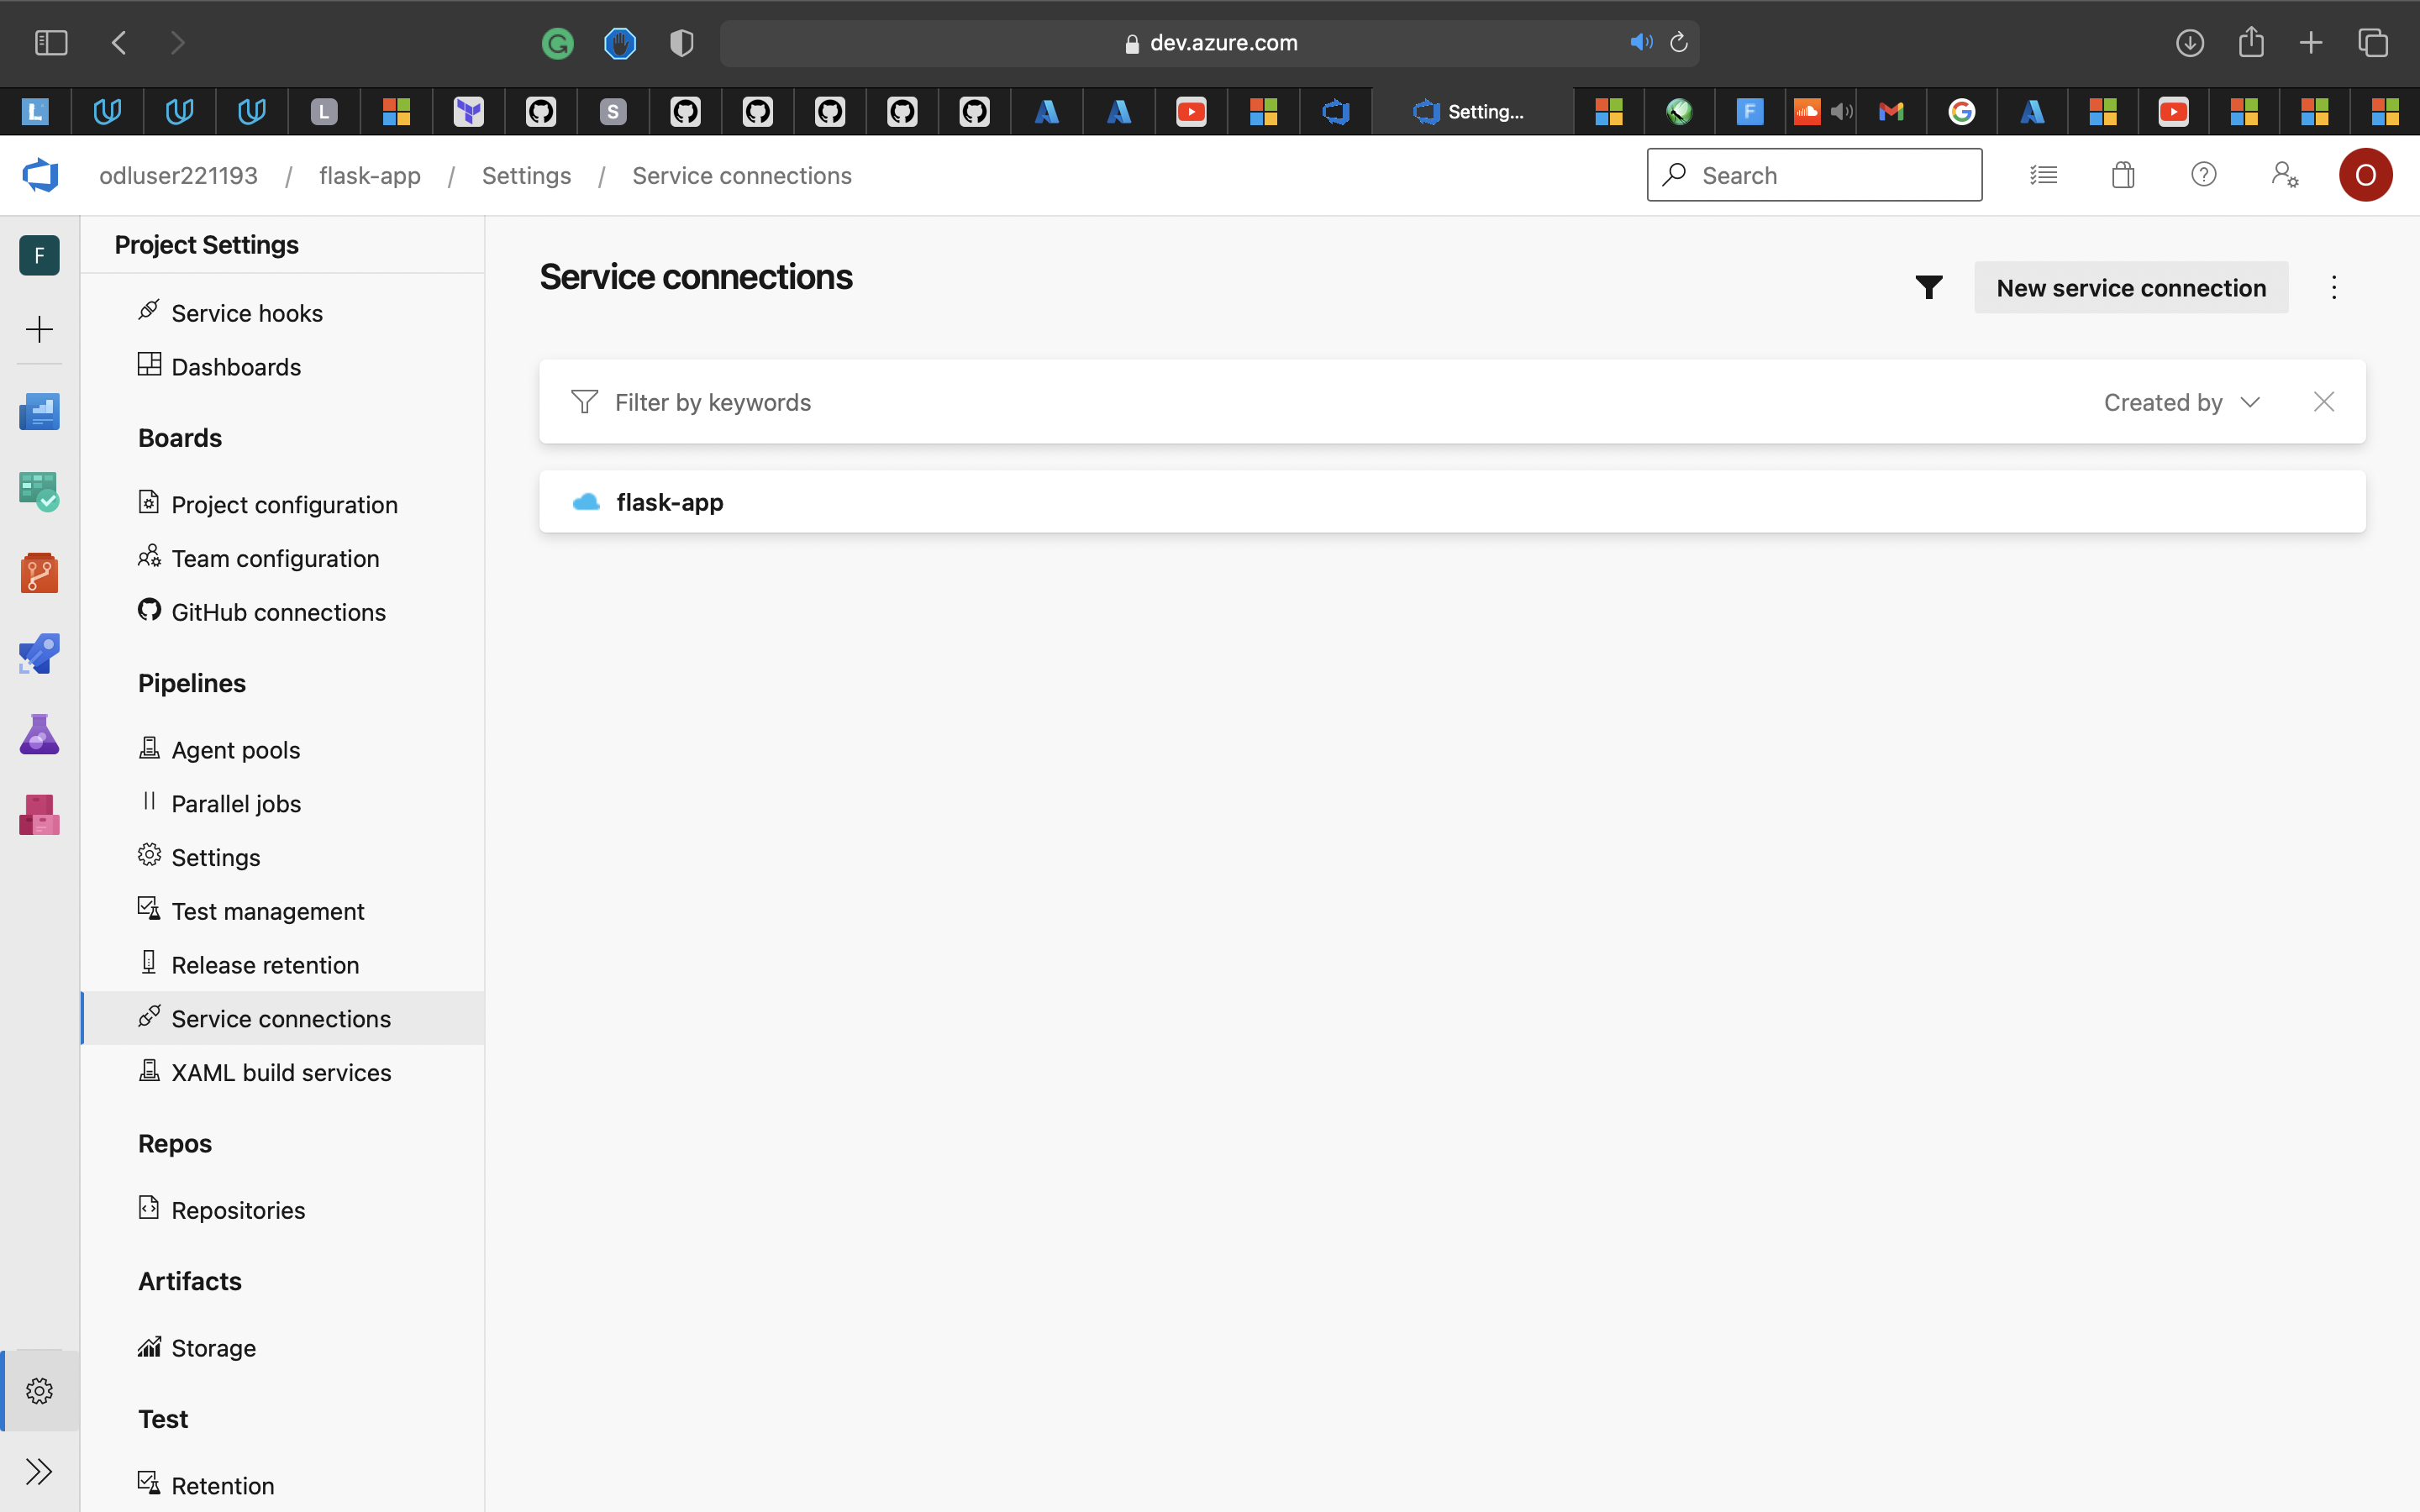 dev.azure.com
L
L
S
Setting...
F
odluser221193 / flask-app / Settings / Service connections
Search
O
F
Project Settings
Service hooks
Dashboards
Boards
Project configuration
Team configuration
GitHub connections
Pipelines
Agent pools
Parallel jobs
Settings
Test management
Release retention
Service connections
XAML build services
Repos
Repositories
Artifacts
Storage
Test
Retention
Service connections
New service connection
Filter by keywords
Created by
flask-app